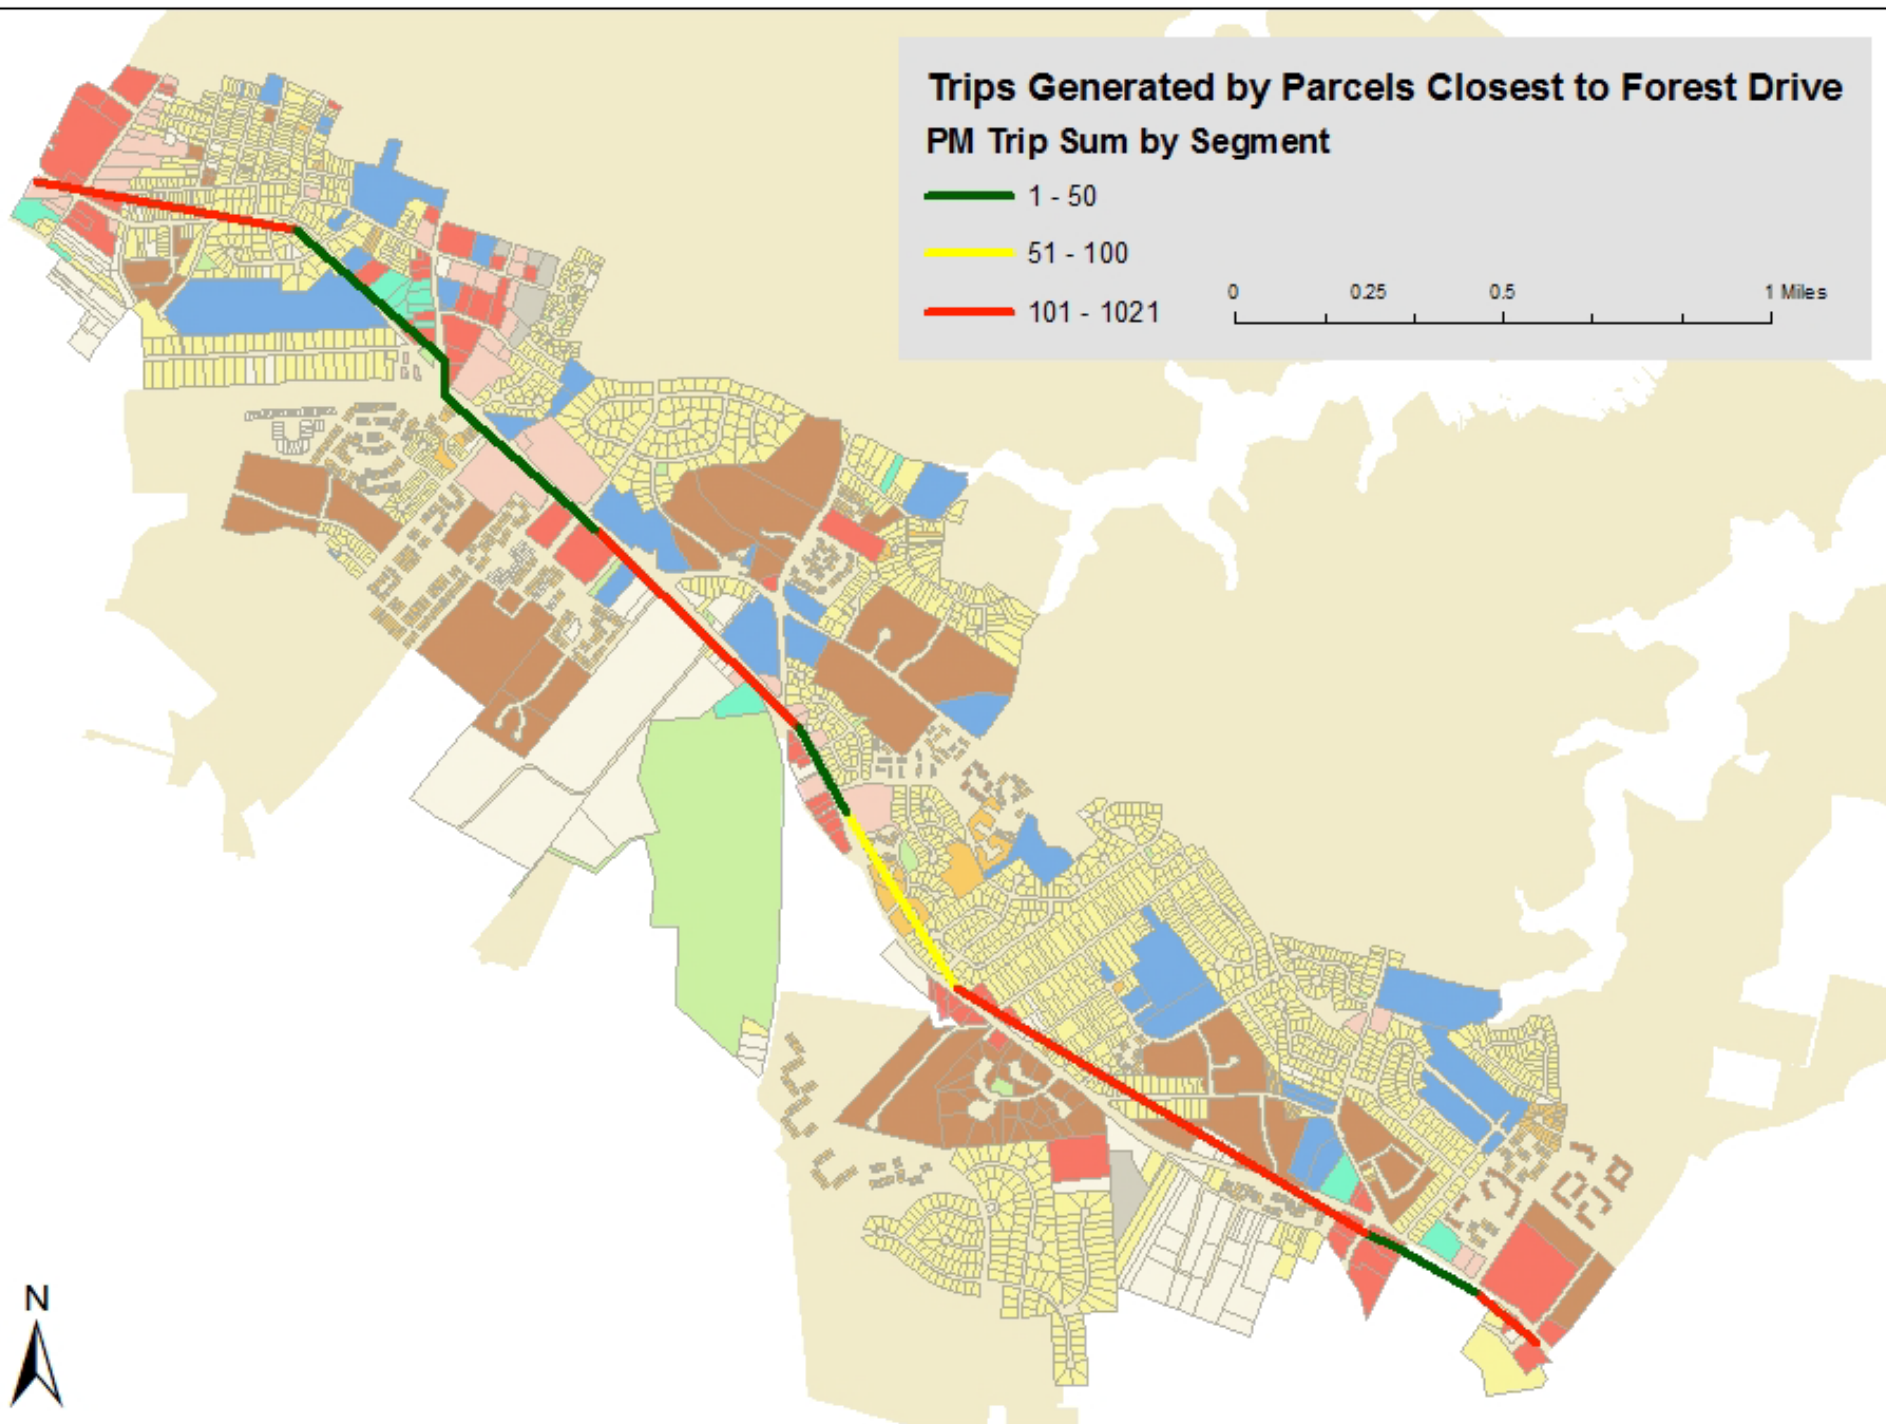 Trips Generated by Parcels Closest to Forest Drive
PM Trip Sum by Segment
1 - 50
51 - 100
101 - 1021
0 0.25 0.5 1 Miles
N